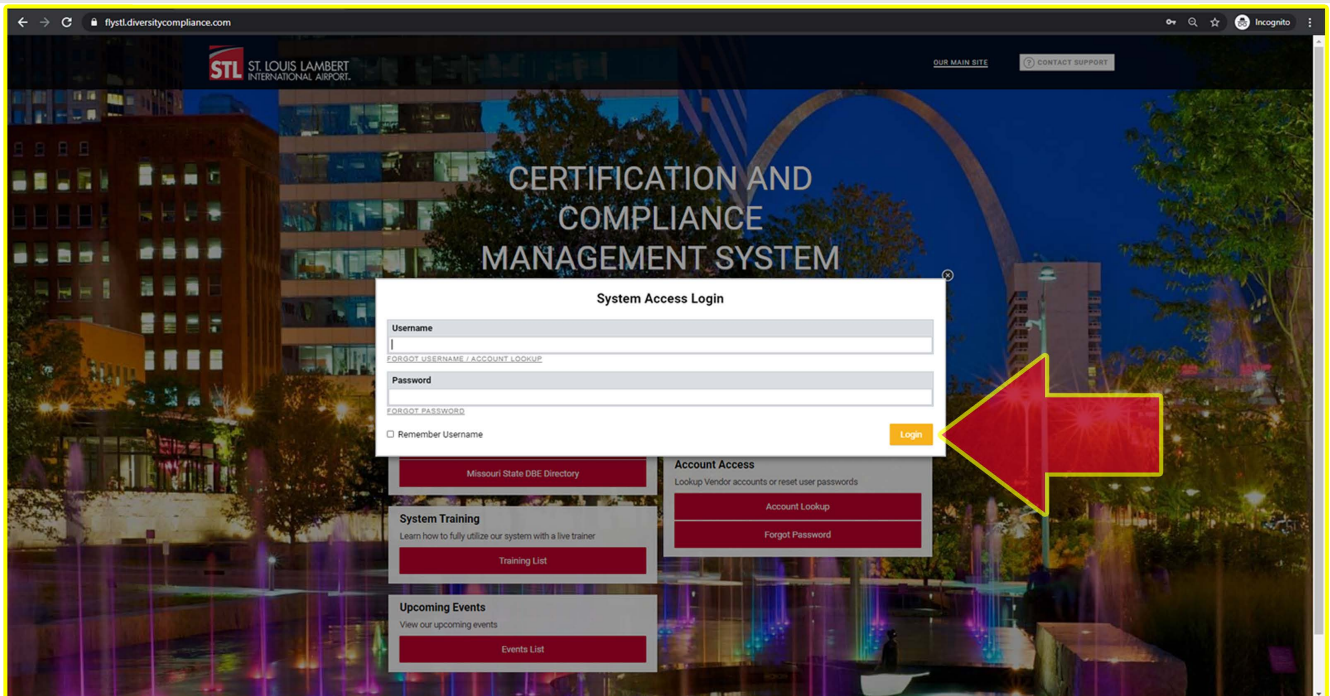 flystl.diversitycompliance.com
Incognito
STL
ST. LOUIS LAMBERT
INTERNATIONAL AIRPORT.
OUR MAIN SITE
? CONTACT SUPPORT
CERTIFICATION AND
COMPLIANCE
MANAGEMENT SYSTEM
System Access Login
Username
FORGOT USERNAME / ACCOUNT LOOKUP
Password
FORGOT PASSWORD
Remember Username
Login
Missouri State DBE Directory
System Training
Learn how to fully utilize our system with a live trainer
Training List
Upcoming Events
View our upcoming events
Events List
Account Access
Lookup Vendor accounts or reset user passwords
Account Lookup
Forgot Password